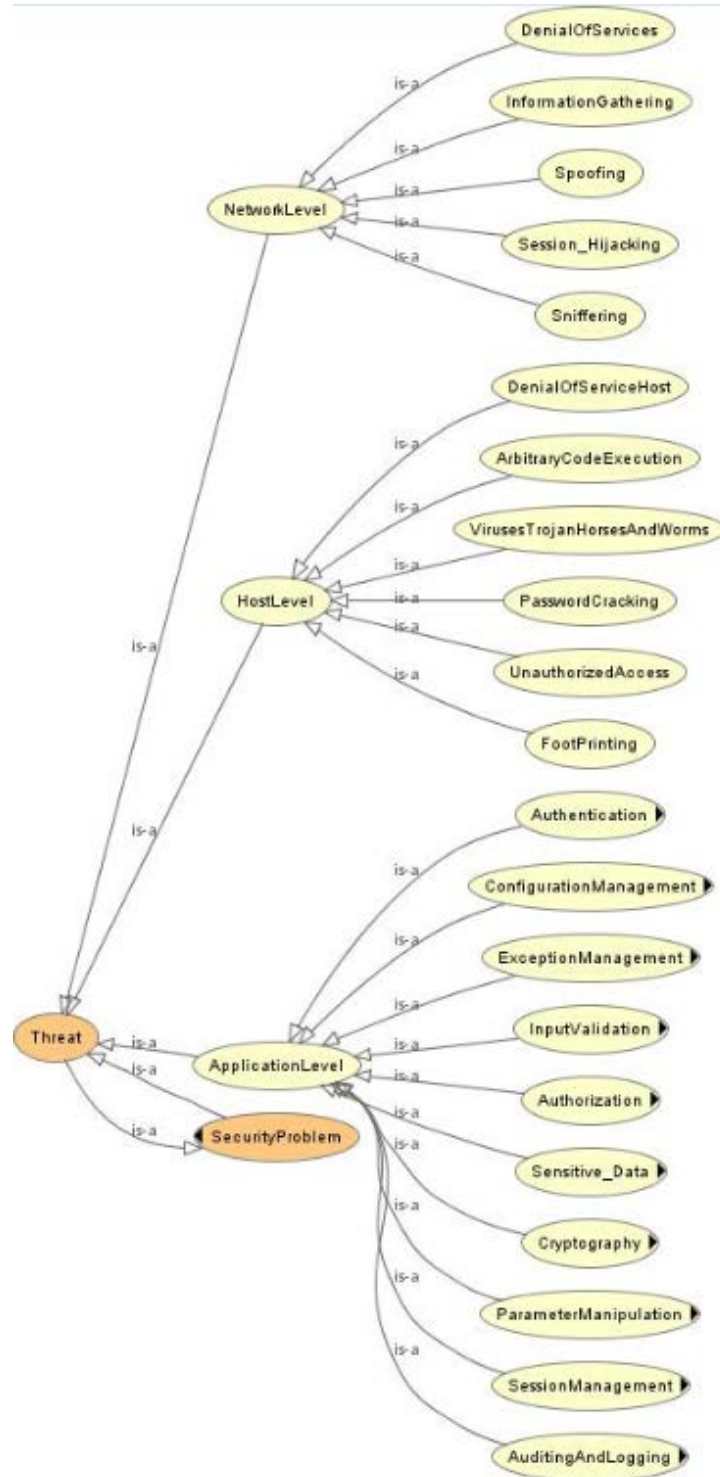 DenialOfServices
is-a
InformationGathering
is-a
Spoofing
is-a
NetworkLevel
is-a
Session_Hijacking
is-a
Sniffering
DenialOfServiceHost
is-a
ArbitraryCodeExecution
is-a
VirusesTrojanHorsesAndWorms
is-a
HostLevel
is-a
PasswordCracking
is-a
is-a
UnauthorizedAccess
is-a
FootPrinting
Authentication
is-a
is-a
ConfigurationManagement
is-a
ExceptionManagement
is-a
InputValidation
is-a
Threat
is-a
ApplicationLevel
is-a
is-a
Authorization
is-a
SecurityProblem
is-a
is-a
Sensitive_Data
Cryptography
is-a
ParameterManipulation
is-a
SessionManagement
is-a
AuditingAndLogging